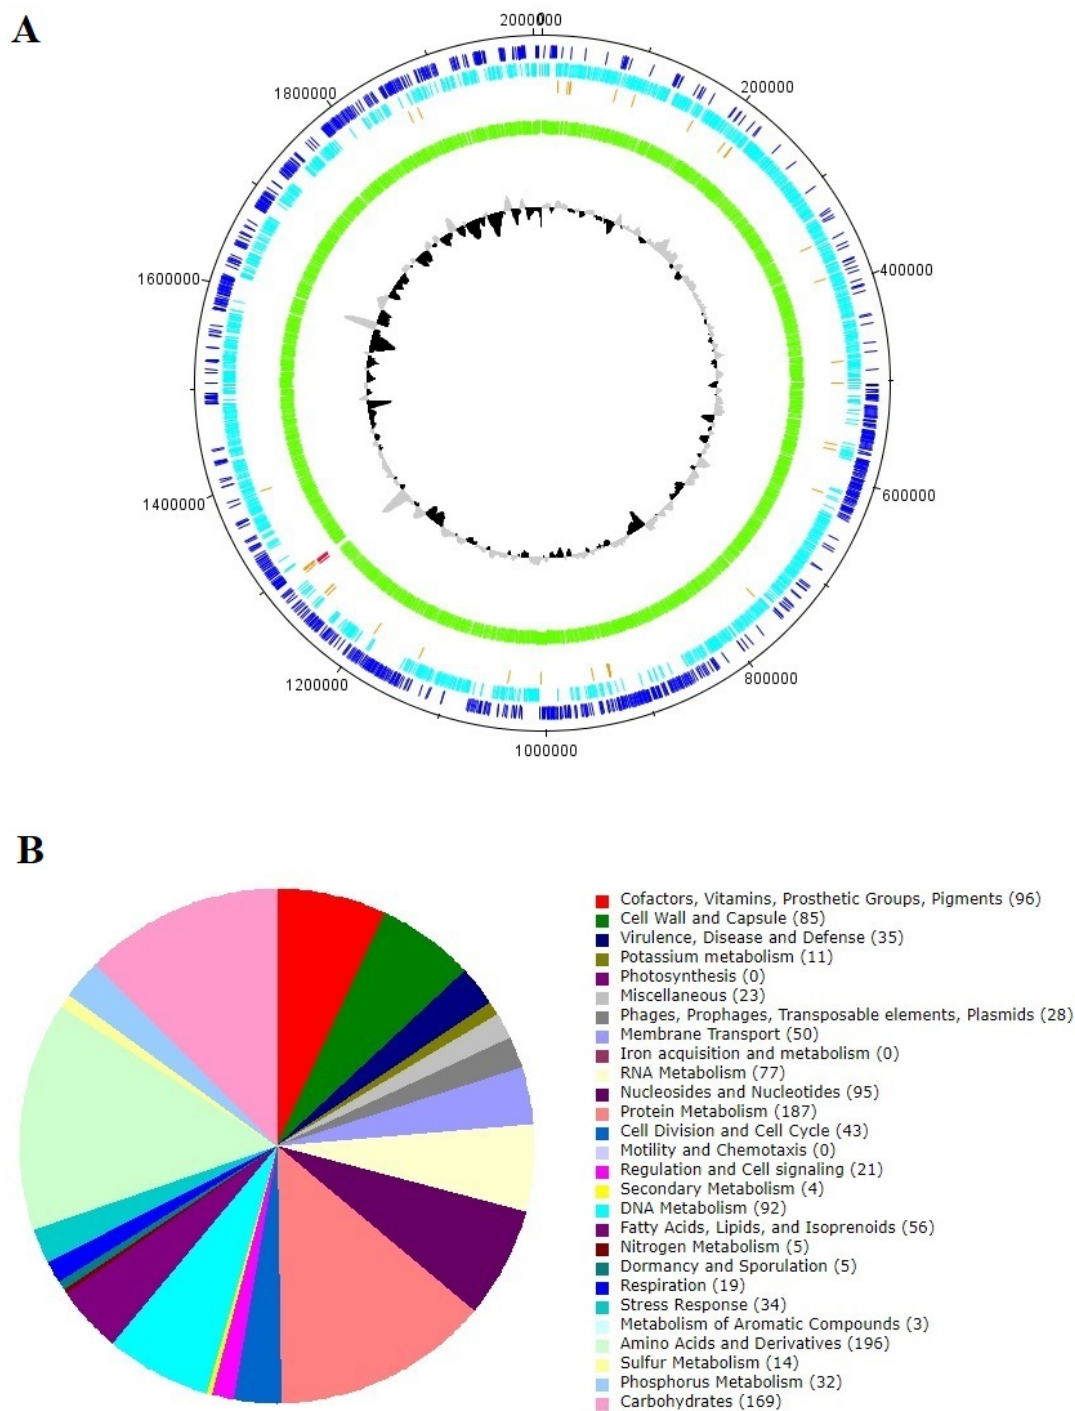 A
2000000
0
200000
400000
600000
800000
1000000
1200000
1400000
1600000
1800000
B
Cofactors, Vitamins, Prosthetic Groups, Pigments (96)
Cell Wall and Capsule (85)
Virulence, Disease and Defense (35)
Potassium metabolism (11)
Photosynthesis (0)
Miscellaneous (23)
Phages, Prophages, Transposable elements, Plasmids (28)
Membrane Transport (50)
Iron acquisition and metabolism (0)
RNA Metabolism (77)
Nucleosides and Nucleotides (95)
Protein Metabolism (187)
Cell Division and Cell Cycle (43)
Motility and Chemotaxis (0)
Regulation and Cell signaling (21)
Secondary Metabolism (4)
DNA Metabolism (92)
Fatty Acids, Lipids, and Isoprenoids (56)
Nitrogen Metabolism (5)
Dormancy and Sporulation (5)
Respiration (19)
Stress Response (34)
Metabolism of Aromatic Compounds (3)
Amino Acids and Derivatives (196)
Sulfur Metabolism (14)
Phosphorus Metabolism (32)
Carbohydrates (169)